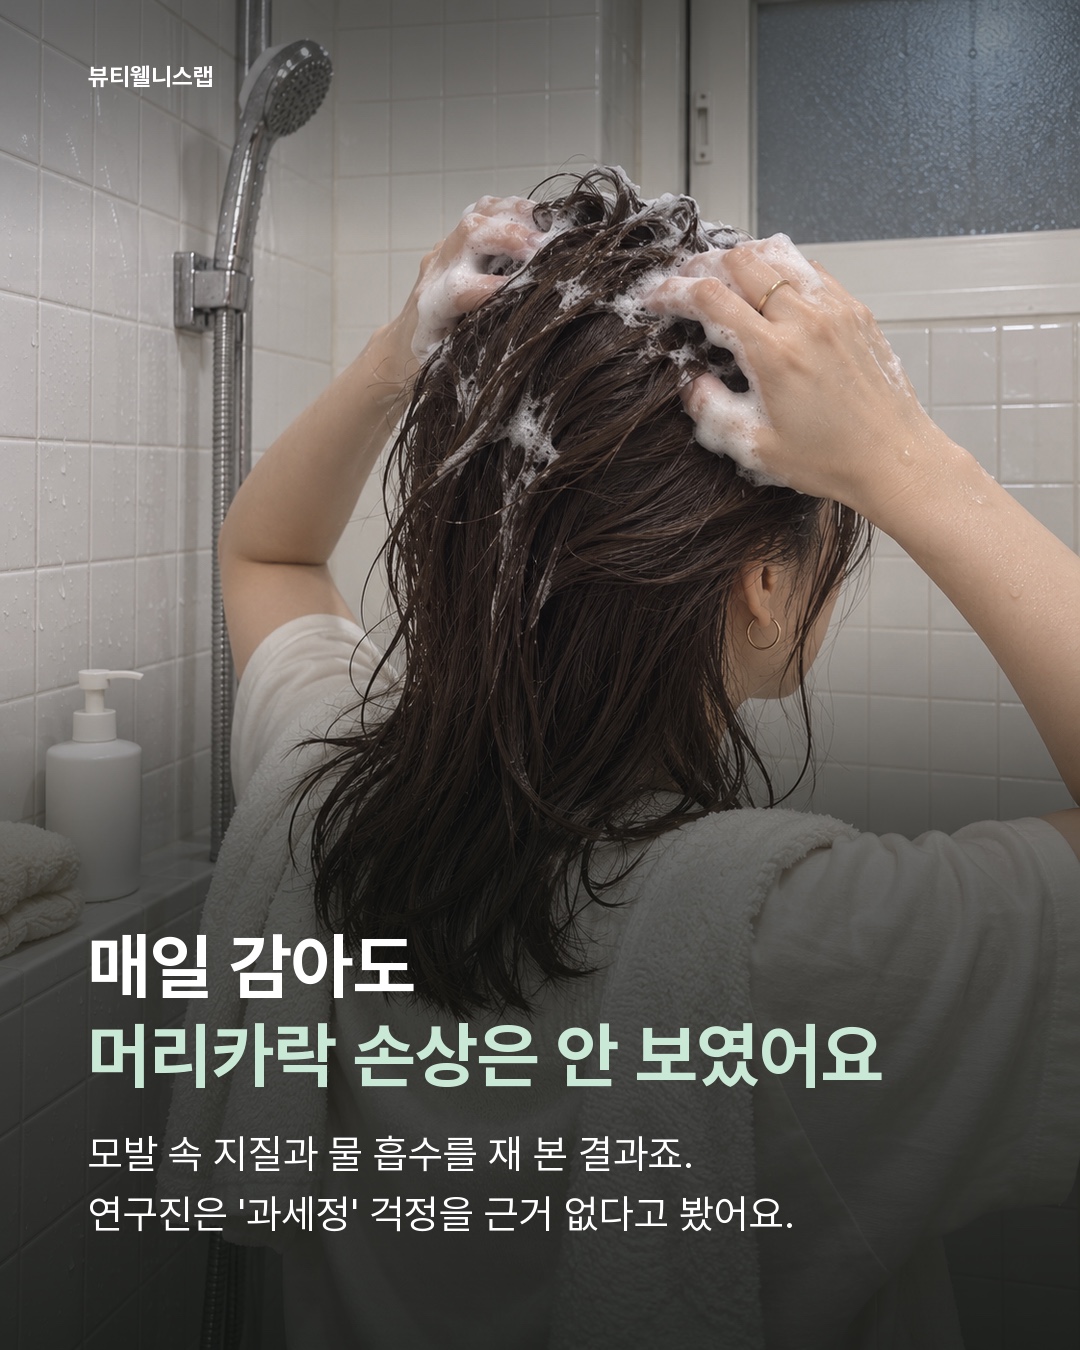 뷰티웰니스랩
매일 감아도
머리카락 손상은 안 보였어요
모발 속 지질과 물 흡수를 재 본 결과죠.
연구진은 '과세정' 걱정을 근거 없다고 봤어요.